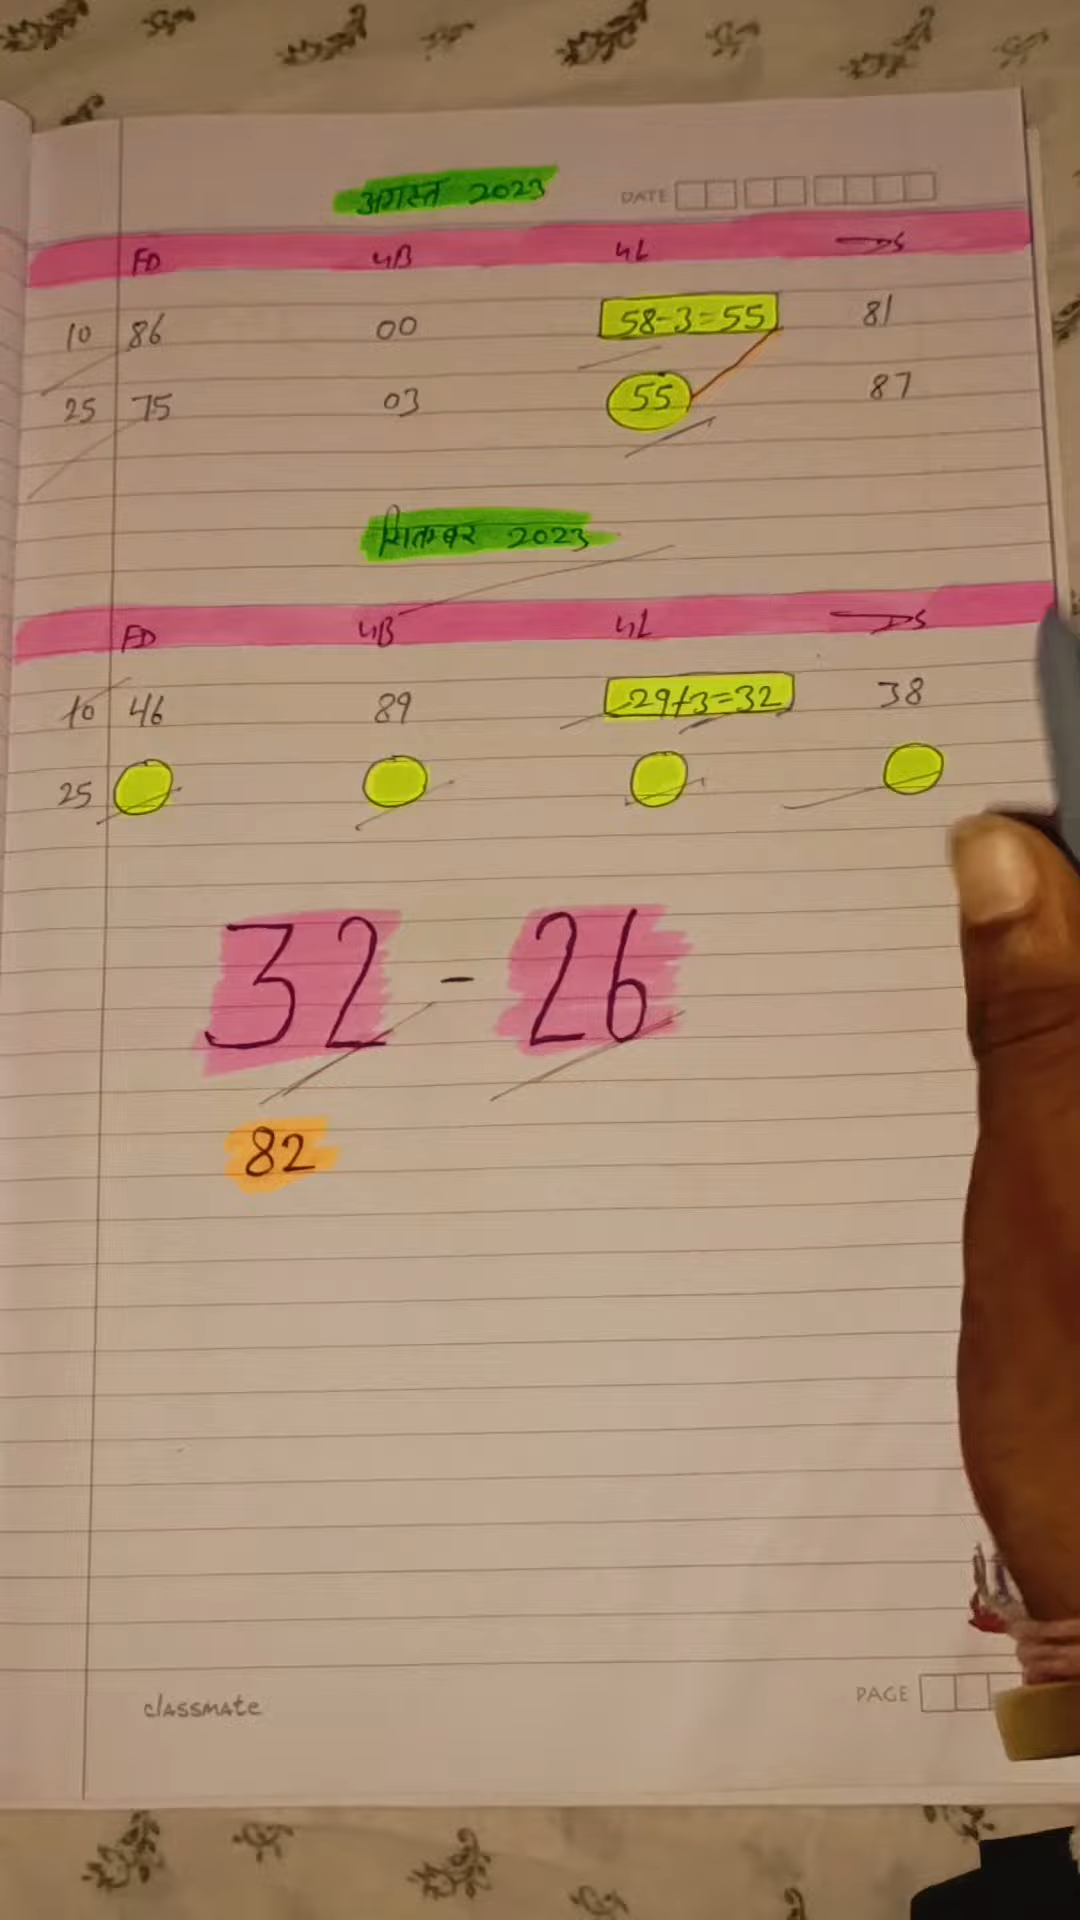 अगस्त 2023
DATE
FD GB GL DS
10 86 00 58-3=55 81
25 75 03 55 87
सितम्बर 2023
FD GB GL DS
10 46 89 29+3=32 38
25
32 - 26
82
classmate
PAGE